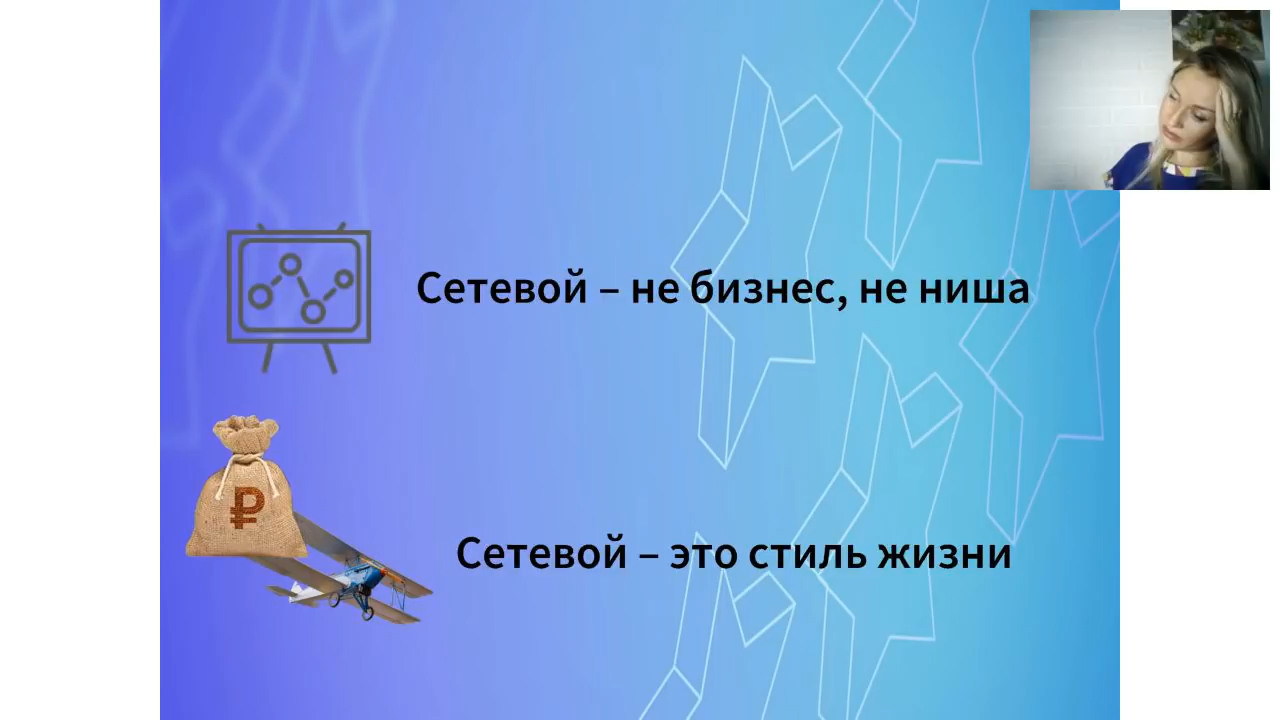 Сетевой – не бизнес, не ниша
₽
Сетевой – это стиль жизни